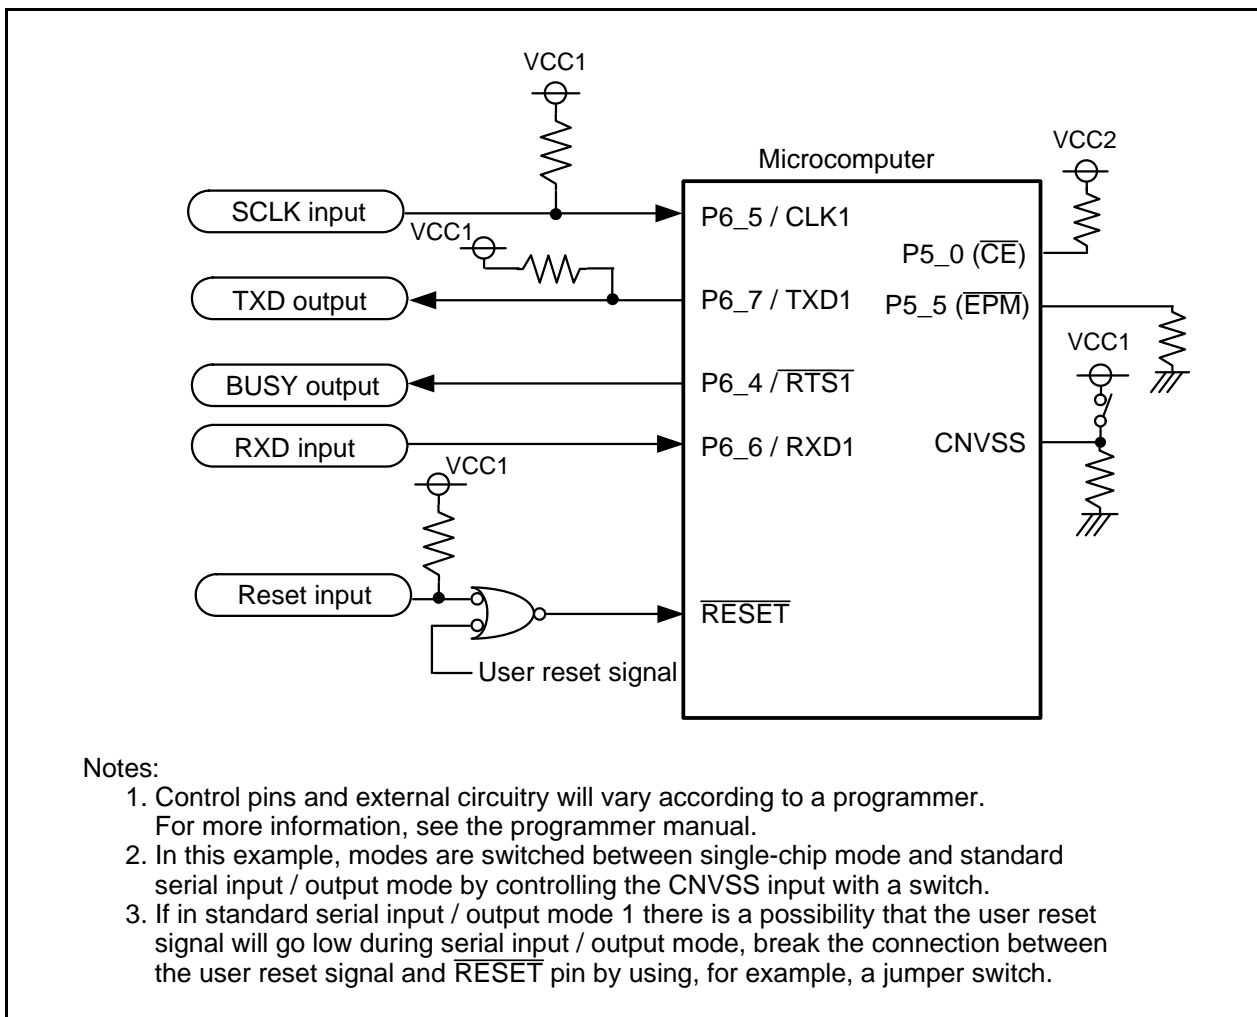 VCC1
Microcomputer
VCC2
SCLK input
P6_5 / CLK1
VCC1
P5_0 (CE)
TXD output
P6_7 / TXD1
P5_5 (EPM)
VCC1
BUSY output
P6_4 / RTS1
RXD input
P6_6 / RXD1
CNVSS
VCC1
Reset input
RESET
User reset signal
Notes:
1. Control pins and external circuitry will vary according to a programmer.
For more information, see the programmer manual.
2. In this example, modes are switched between single-chip mode and standard
serial input / output mode by controlling the CNVSS input with a switch.
3. If in standard serial input / output mode 1 there is a possibility that the user reset
signal will go low during serial input / output mode, break the connection between
the user reset signal and RESET pin by using, for example, a jumper switch.